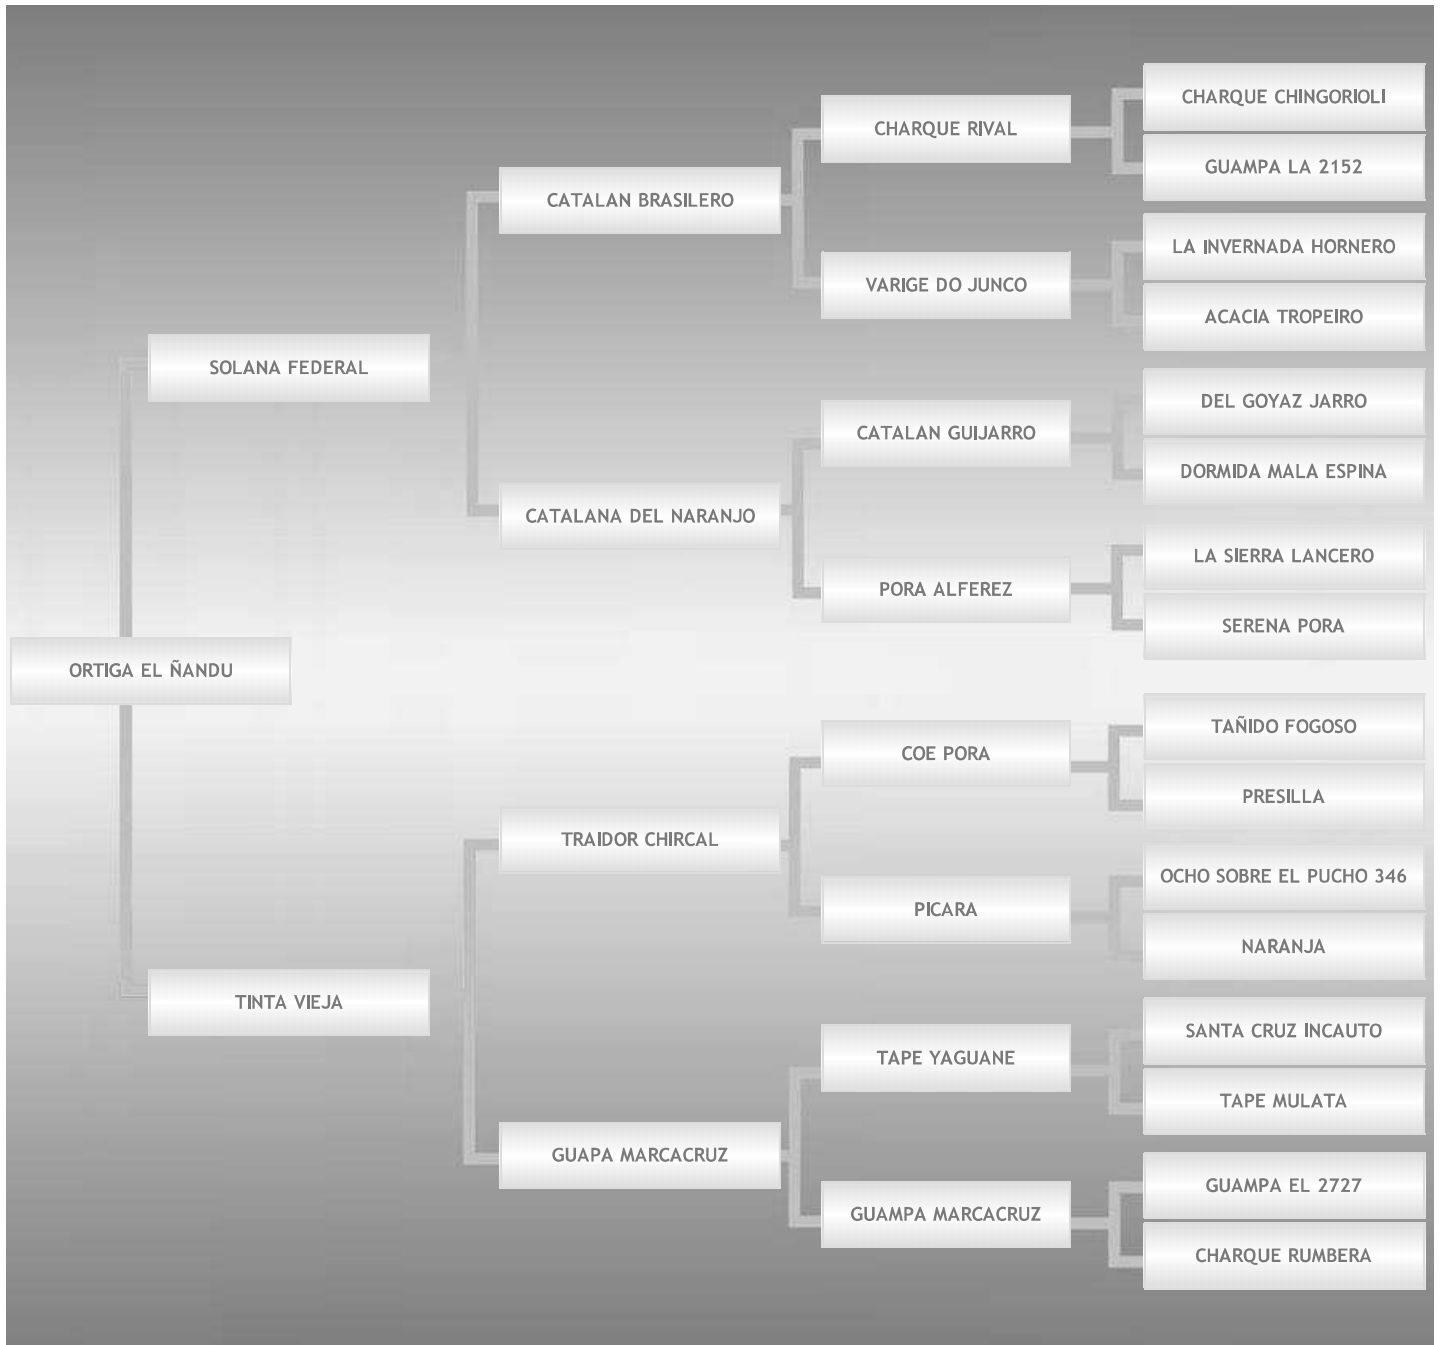 CHARQUE CHINGORIOLI
CHARQUE RIVAL
GUAMPA LA 2152
CATALAN BRASILERO
LA INVERNADA HORNERO
VARIGE DO JUNCO
ACACIA TROPEIRO
SOLANA FEDERAL
DEL GOYAZ JARRO
CATALAN GUIJARRO
DORMIDA MALA ESPINA
CATALANA DEL NARANJO
LA SIERRA LANCERO
PORA ALFEREZ
SERENA PORA
ORTIGA EL ÑANDU
TAÑIDO FOGOSO
COE PORA
PRESILLA
TRAIDOR CHIRCAL
OCHO SOBRE EL PUCHO 346
PICARA
NARANJA
TINTA VIEJA
SANTA CRUZ INCAUTO
TAPE YAGUANE
TAPE MULATA
GUAPA MARCACRUZ
GUAMPA EL 2727
GUAMPA MARCACRUZ
CHARQUE RUMBERA